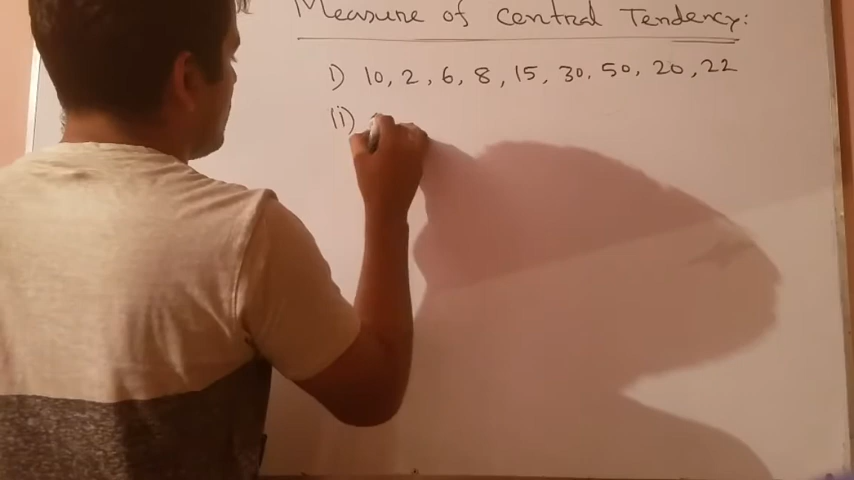 Measure of central Tendency:
i) 10, 2, 6, 8, 15, 30, 50, 20, 22
ii)